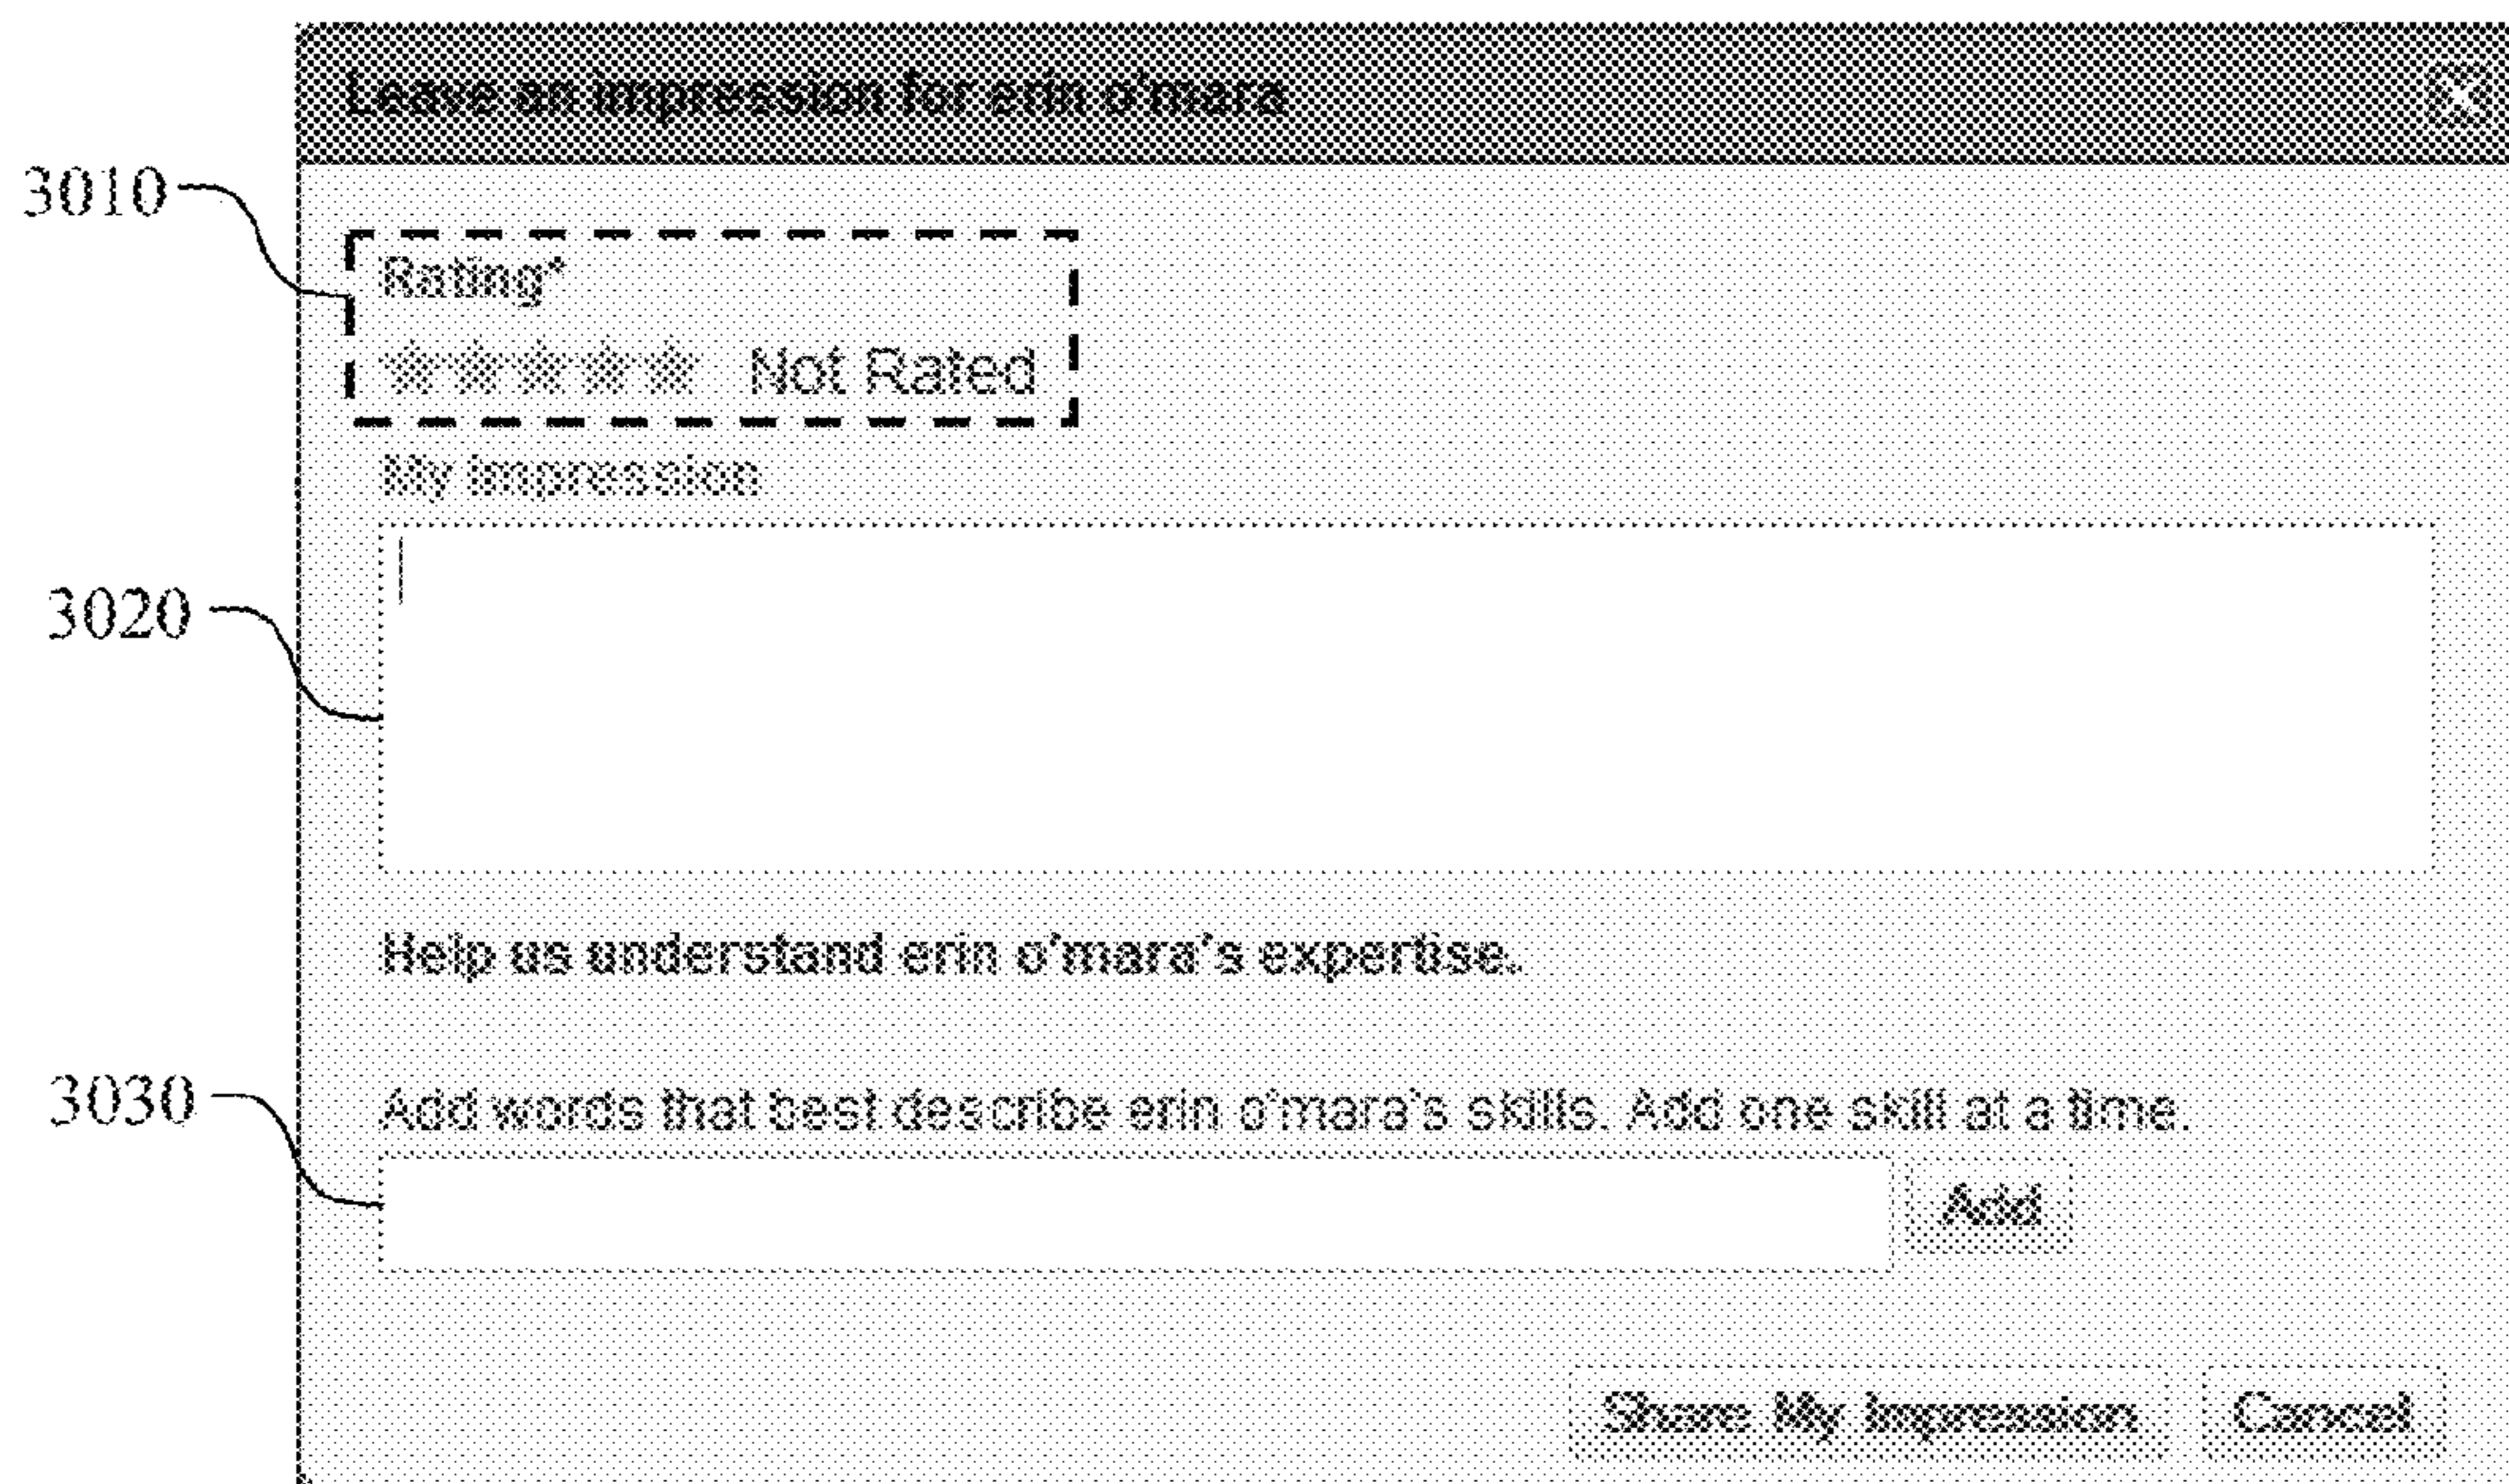 Leave an impression for erin o'mara
3010
Rating*
Not Rated
My Impression
3020
Help us understand erin o'mara's expertise.
3030
Add words that best describe erin o'mara's skills. Add one skill at a time.
Add
Share My Impression Cancel